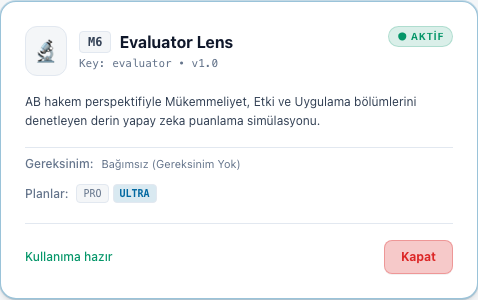 M6 Evaluator Lens
AKTİF
Key: evaluator • v1.0
AB hakem perspektifiyle Mükemmeliyet, Etki ve Uygulama bölümlerini
denetleyen derin yapay zeka puanlama simülasyonu.
Gereksinim: Bağımsız (Gereksinim Yok)
Planlar: PRO ULTRA
Kullanıma hazır
Kapat